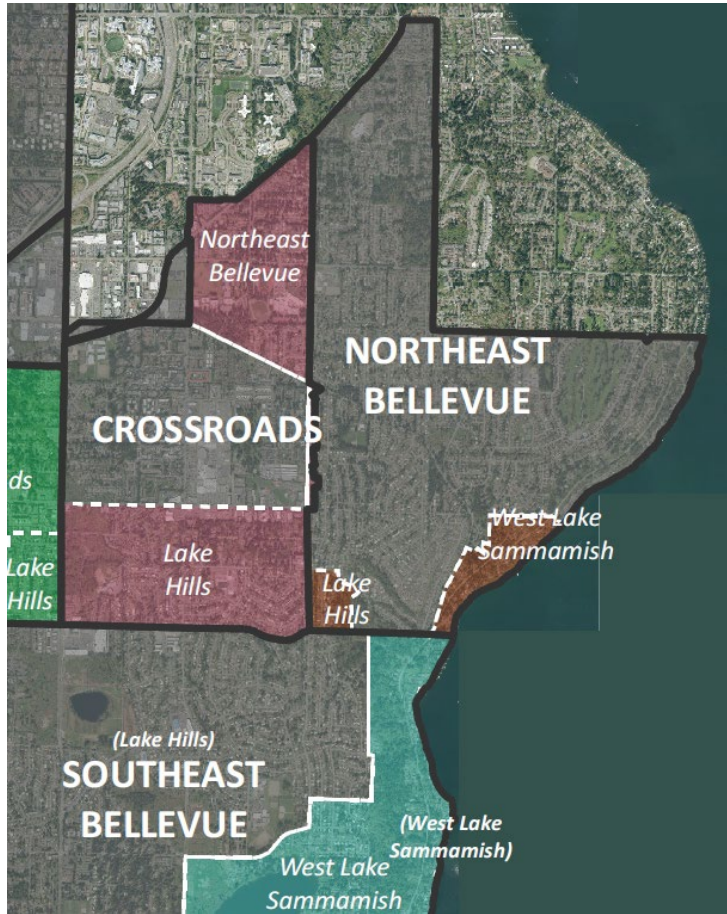 Northeast
Bellevue
NORTHEAST
BELLEVUE
CROSSROADS
ds
West Lake
Sammamish
Lake
Hills
Lake
Hills
Lake
Hills
(Lake Hills)
SOUTHEAST
BELLEVUE
(West Lake
Sammamish)
West Lake
Sammamish